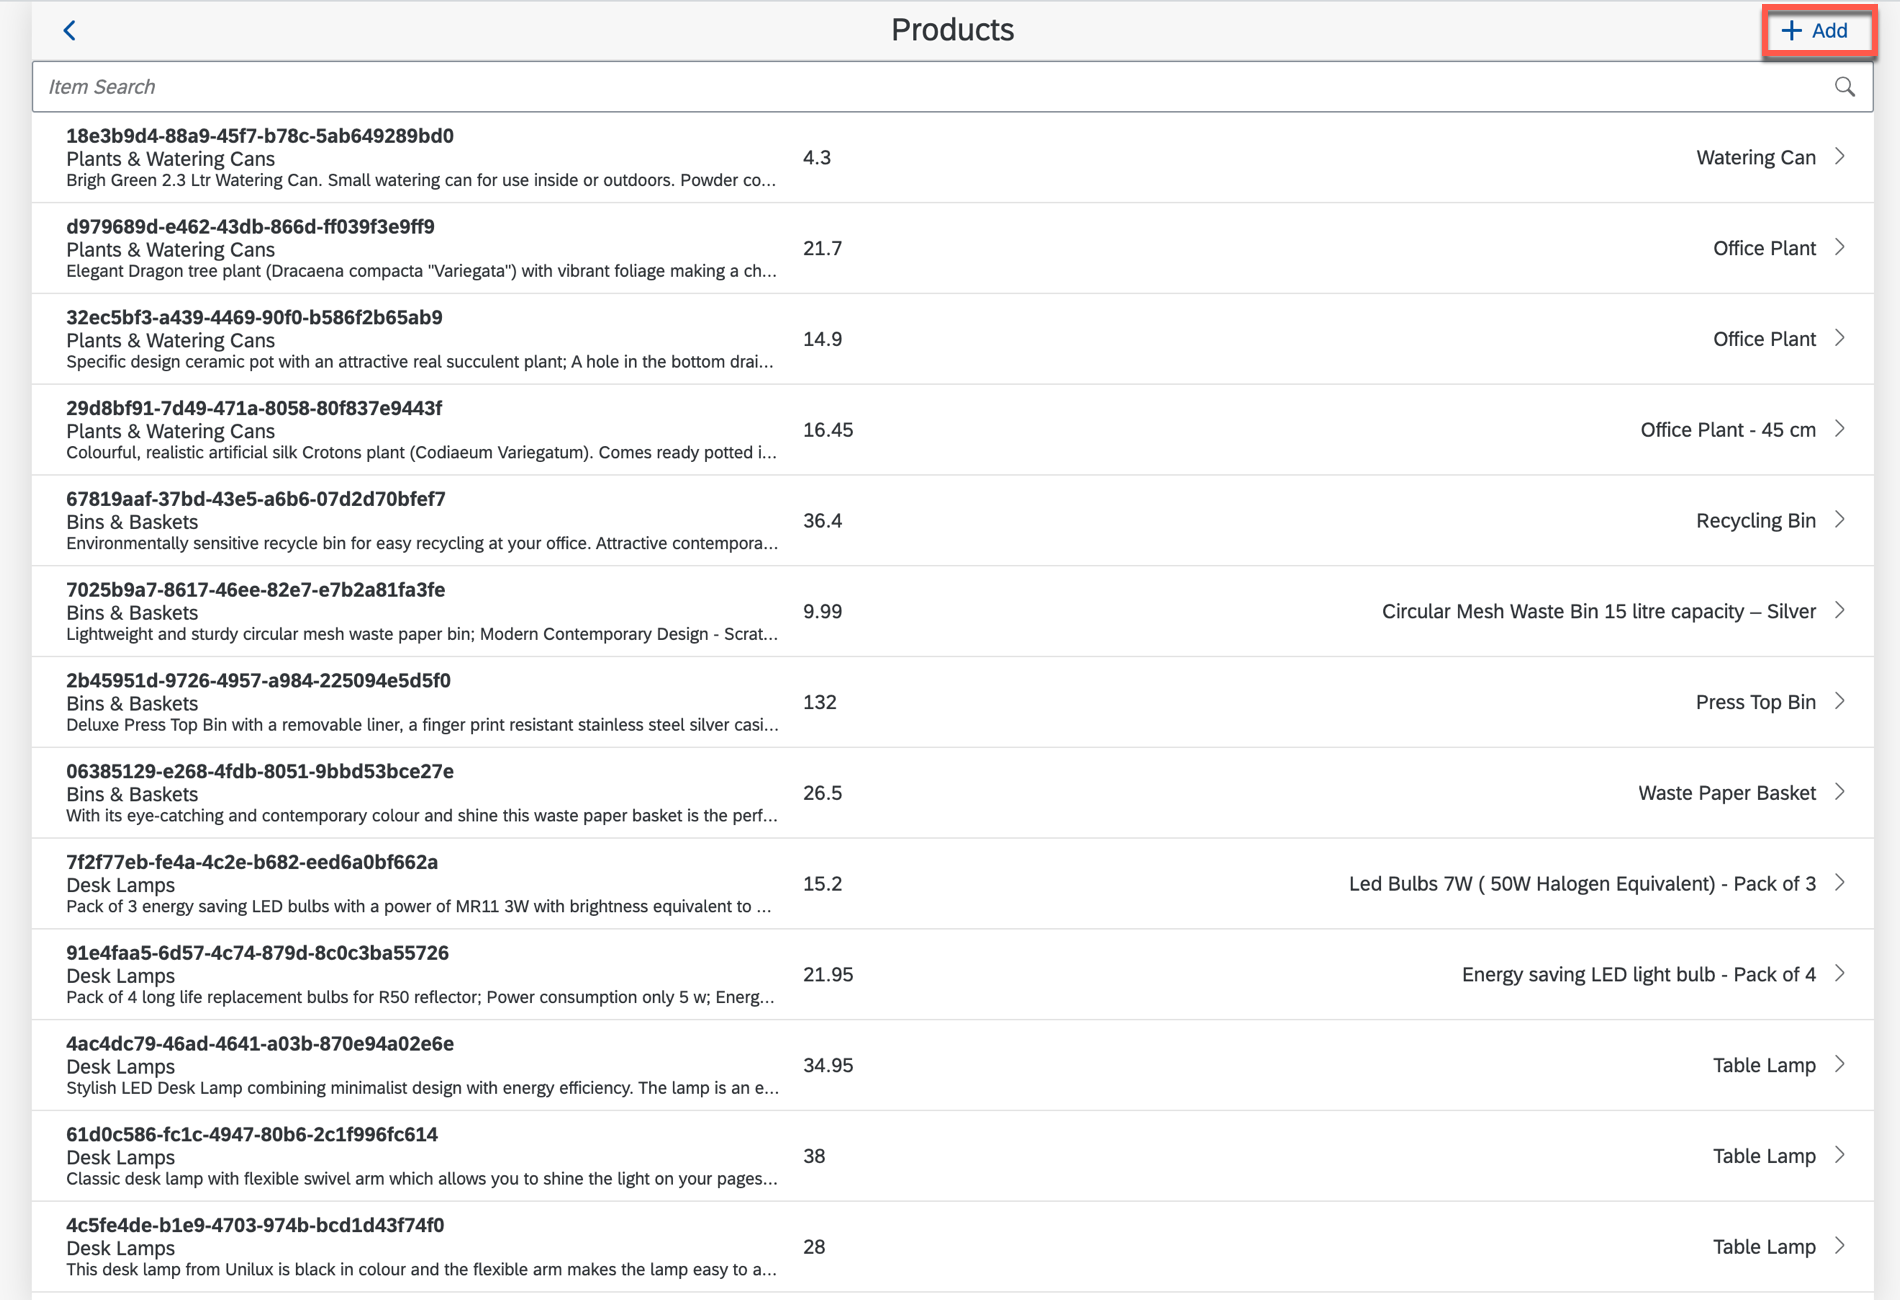 Products
Add
Item Search
18e3b9d4-88a9-45f7-b78c-5ab649289bd0
Plants & Watering Cans
Brigh Green 2.3 Ltr Watering Can. Small watering can for use inside or outdoors. Powder co...
4.3
Watering Can
d979689d-e462-43db-866d-ff039f3e9ff9
Plants & Watering Cans
Elegant Dragon tree plant (Dracaena compacta "Variegata") with vibrant foliage making a ch...
21.7
Office Plant
32ec5bf3-a439-4469-90f0-b586f2b65ab9
Plants & Watering Cans
Specific design ceramic pot with an attractive real succulent plant; A hole in the bottom drai...
14.9
Office Plant
29d8bf91-7d49-471a-8058-80f837e9443f
Plants & Watering Cans
Colourful, realistic artificial silk Crotons plant (Codiaeum Variegatum). Comes ready potted i...
16.45
Office Plant - 45 cm
67819aaf-37bd-43e5-a6b6-07d2d70bfef7
Bins & Baskets
Environmentally sensitive recycle bin for easy recycling at your office. Attractive contempora...
36.4
Recycling Bin
7025b9a7-8617-46ee-82e7-e7b2a81fa3fe
Bins & Baskets
Lightweight and sturdy circular mesh waste paper bin; Modern Contemporary Design - Scrat...
9.99
Circular Mesh Waste Bin 15 litre capacity – Silver
2b45951d-9726-4957-a984-225094e5d5f0
Bins & Baskets
Deluxe Press Top Bin with a removable liner, a finger print resistant stainless steel silver casi...
132
Press Top Bin
06385129-e268-4fdb-8051-9bbd53bce27e
Bins & Baskets
With its eye-catching and contemporary colour and shine this waste paper basket is the perf...
26.5
Waste Paper Basket
7f2f77eb-fe4a-4c2e-b682-eed6a0bf662a
Desk Lamps
Pack of 3 energy saving LED bulbs with a power of MR11 3W with brightness equivalent to ...
15.2
Led Bulbs 7W ( 50W Halogen Equivalent) - Pack of 3
91e4faa5-6d57-4c74-879d-8c0c3ba55726
Desk Lamps
Pack of 4 long life replacement bulbs for R50 reflector; Power consumption only 5 w; Energ...
21.95
Energy saving LED light bulb - Pack of 4
4ac4dc79-46ad-4641-a03b-870e94a02e6e
Desk Lamps
Stylish LED Desk Lamp combining minimalist design with energy efficiency. The lamp is an e...
34.95
Table Lamp
61d0c586-fc1c-4947-80b6-2c1f996fc614
Desk Lamps
Classic desk lamp with flexible swivel arm which allows you to shine the light on your pages...
38
Table Lamp
4c5fe4de-b1e9-4703-974b-bcd1d43f74f0
Desk Lamps
This desk lamp from Unilux is black in colour and the flexible arm makes the lamp easy to a...
28
Table Lamp